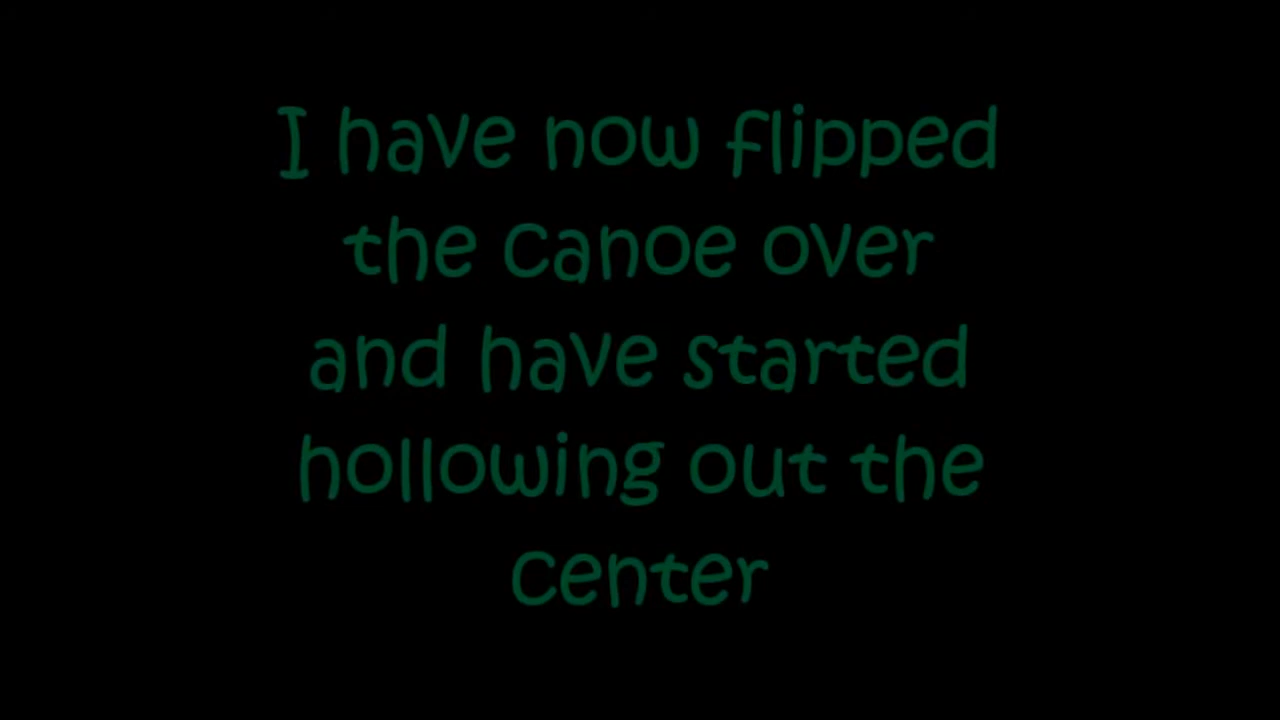 I have now flipped
the canoe over
and have started
hollowing out the
center